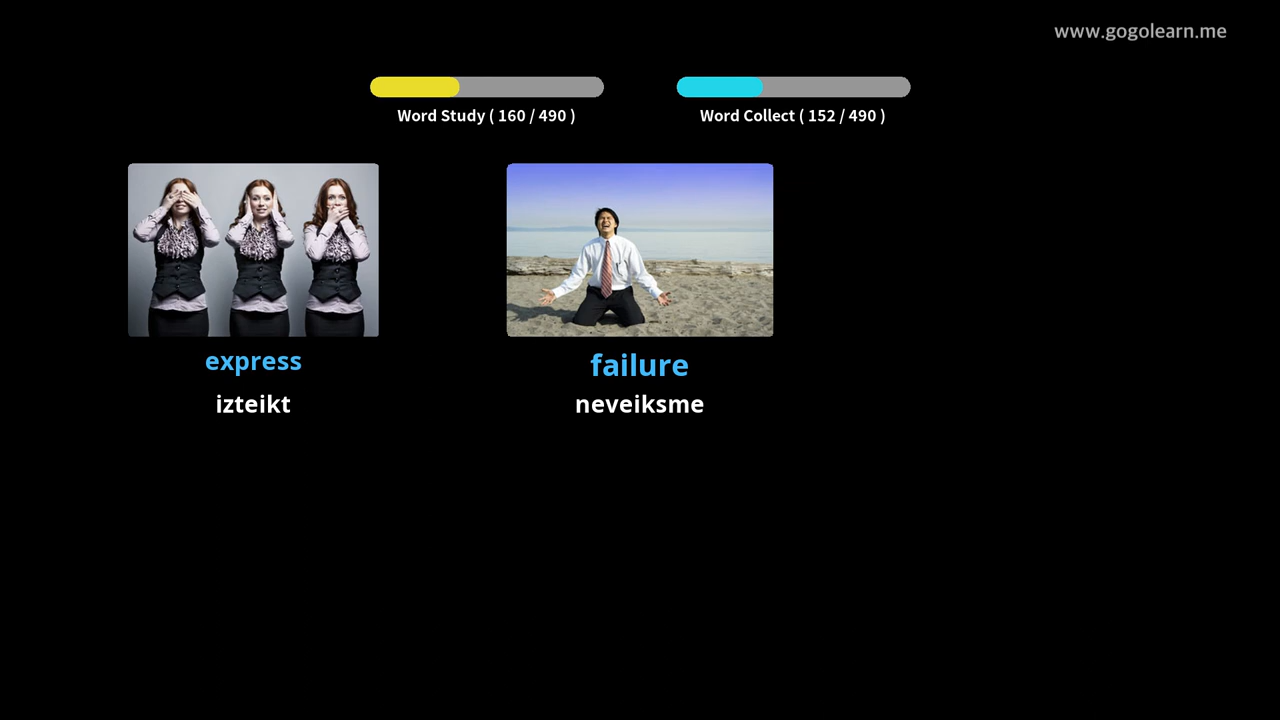 www.gogolearn.me
Word Study ( 160 / 490 )
Word Collect ( 152 / 490 )
express
izteikt
failure
neveiksme